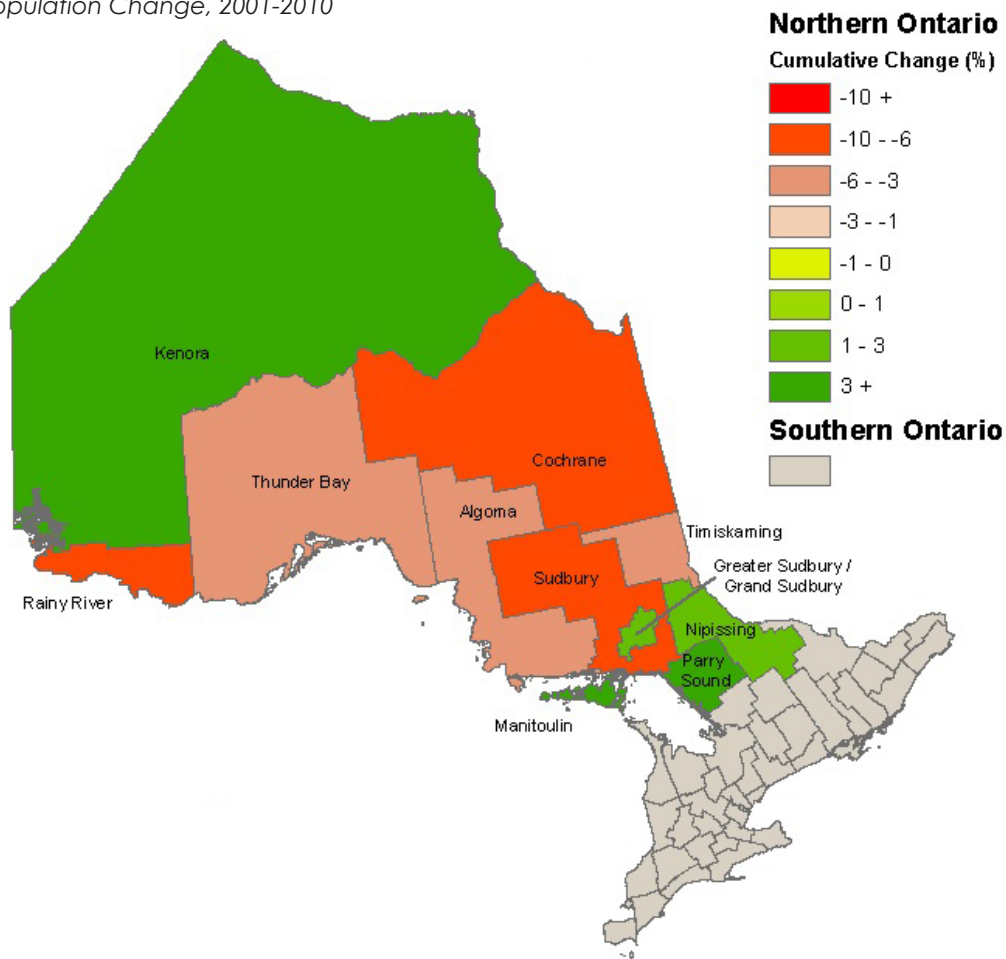 opulation Change, 2001-2010
Northern Ontario
Cumulative Change (%)
-10 +
-10 - -6
-6 - -3
-3 - -1
-1 - 0
0 - 1
1 - 3
3 +
Southern Ontario
Kenora
Thunder Bay
Cochrane
Algoma
Timiskaming
Greater Sudbury /
Grand Sudbury
Sudbury
Rainy River
Nipissing
Parry
Sound
Manitoulin